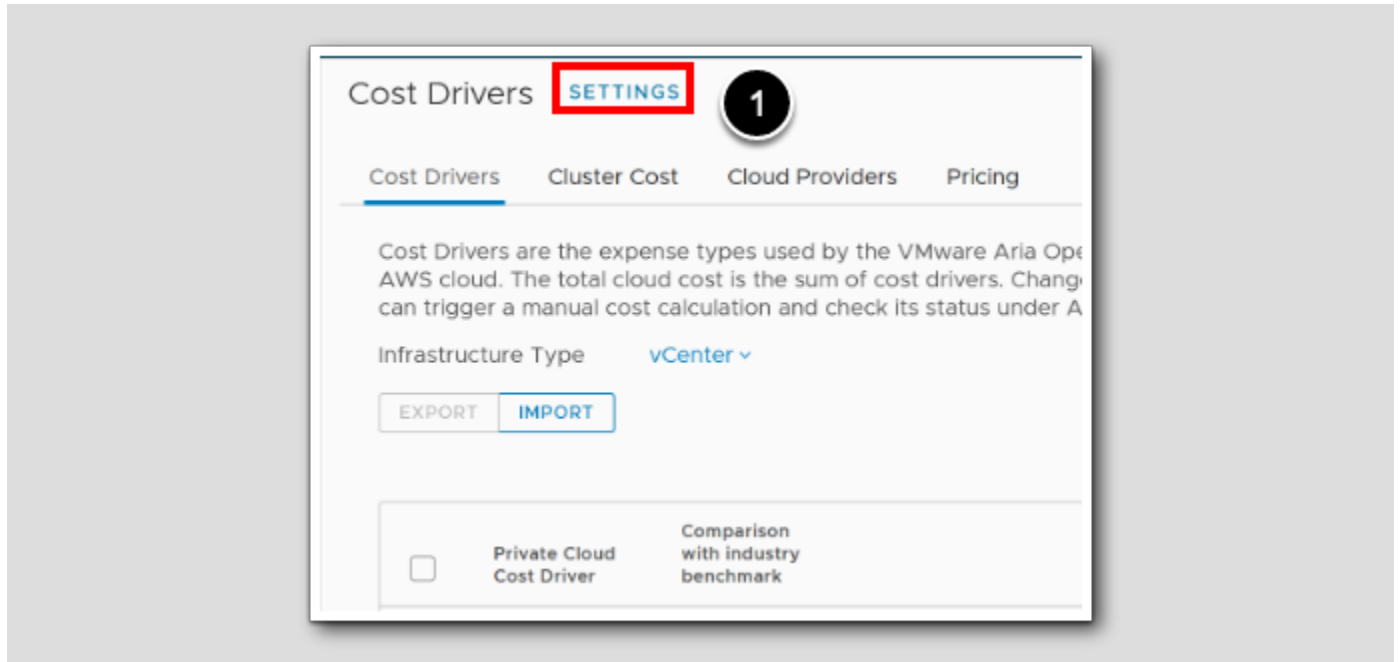 Cost Drivers SETTINGS 1
Cost Drivers Cluster Cost Cloud Providers Pricing
Cost Drivers are the expense types used by the VMware Aria Ope
AWS cloud. The total cloud cost is the sum of cost drivers. Chang
can trigger a manual cost calculation and check its status under A
Infrastructure Type vCenter
EXPORT IMPORT
Private Cloud
Cost Driver
Comparison
with industry
benchmark